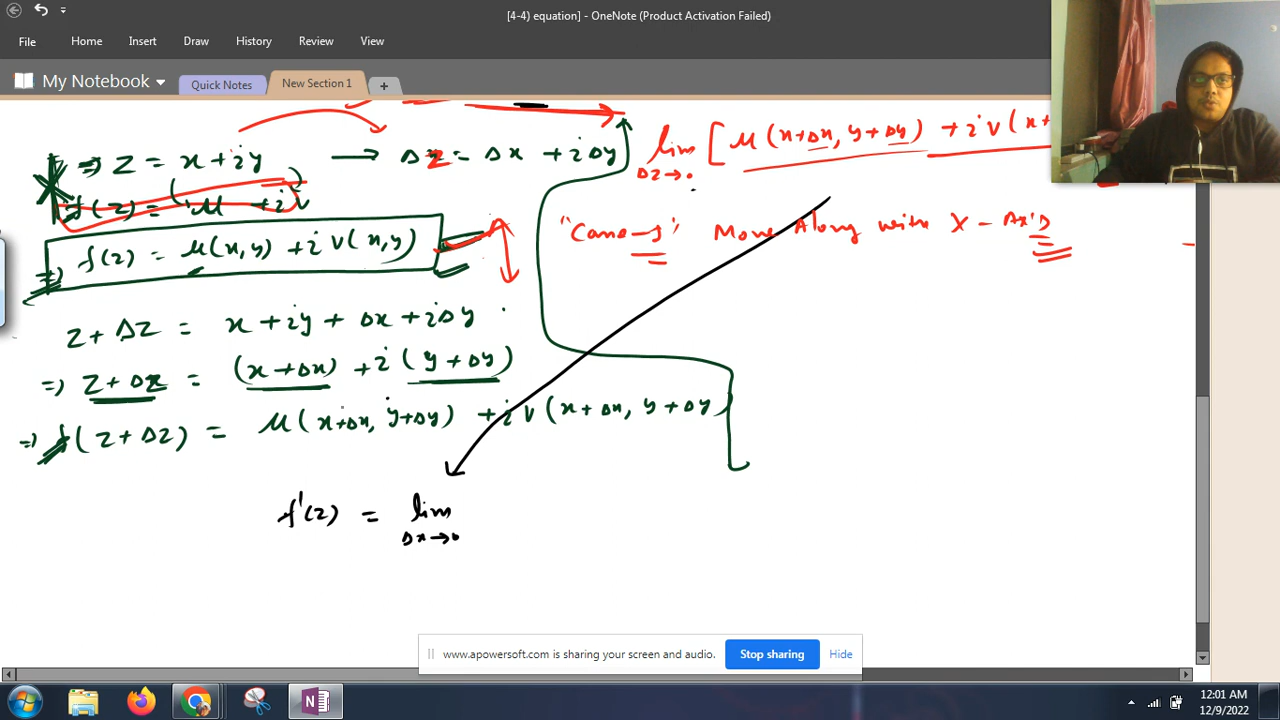 [4-4) equation] - OneNote (Product Activation Failed)
File Home Insert Draw History Review View
My Notebook Quick Notes New Section 1 +
⇒ Z = x + iy → ΔZ = Δx + iΔy
lim Δz→0 [ u(x+Δx, y+Δy) + i v(x+
f(z) = u + iv
"Case-1" Move Along with X - Axis
⇒ f(z) = u(x,y) + i v(x,y)
Z + ΔZ = x + iy + Δx + iΔy
⇒ Z + ΔZ = (x + Δx) + i (y + Δy)
⇒ f(Z + ΔZ) = u(x+Δx, y+Δy) + i v(x + Δx, y + Δy)
f'(z) = lim
Δx→0
www.apowersoft.com is sharing your screen and audio. Stop sharing Hide
12:01 AM
12/9/2022